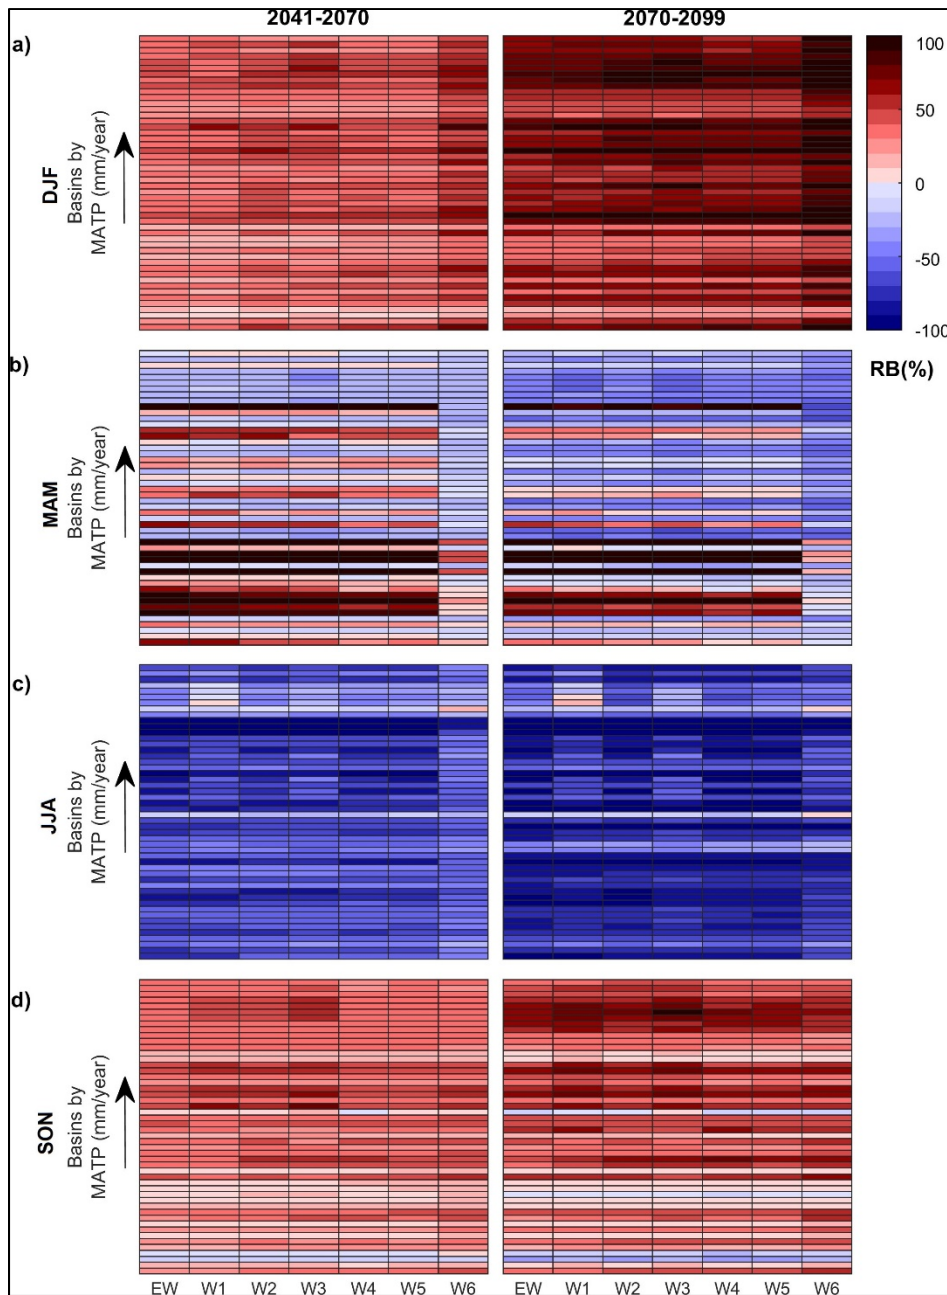 2041-2070 2070-2099
a)
DJF
Basins by
MATP (mm/year)
100
50
0
-50
-100
RB(%)
b)
MAM
Basins by
MATP (mm/year)
c)
JJA
Basins by
MATP (mm/year)
d)
SON
Basins by
MATP (mm/year)
EW W1 W2 W3 W4 W5 W6 EW W1 W2 W3 W4 W5 W6